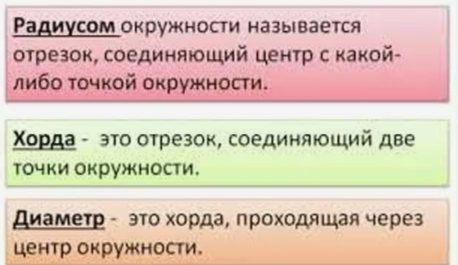 Радиусом окружности называется
отрезок, соединяющий центр с какой-
либо точкой окружности.
Хорда - это отрезок, соединяющий две
точки окружности.
Диаметр - это хорда, проходящая через
центр окружности.